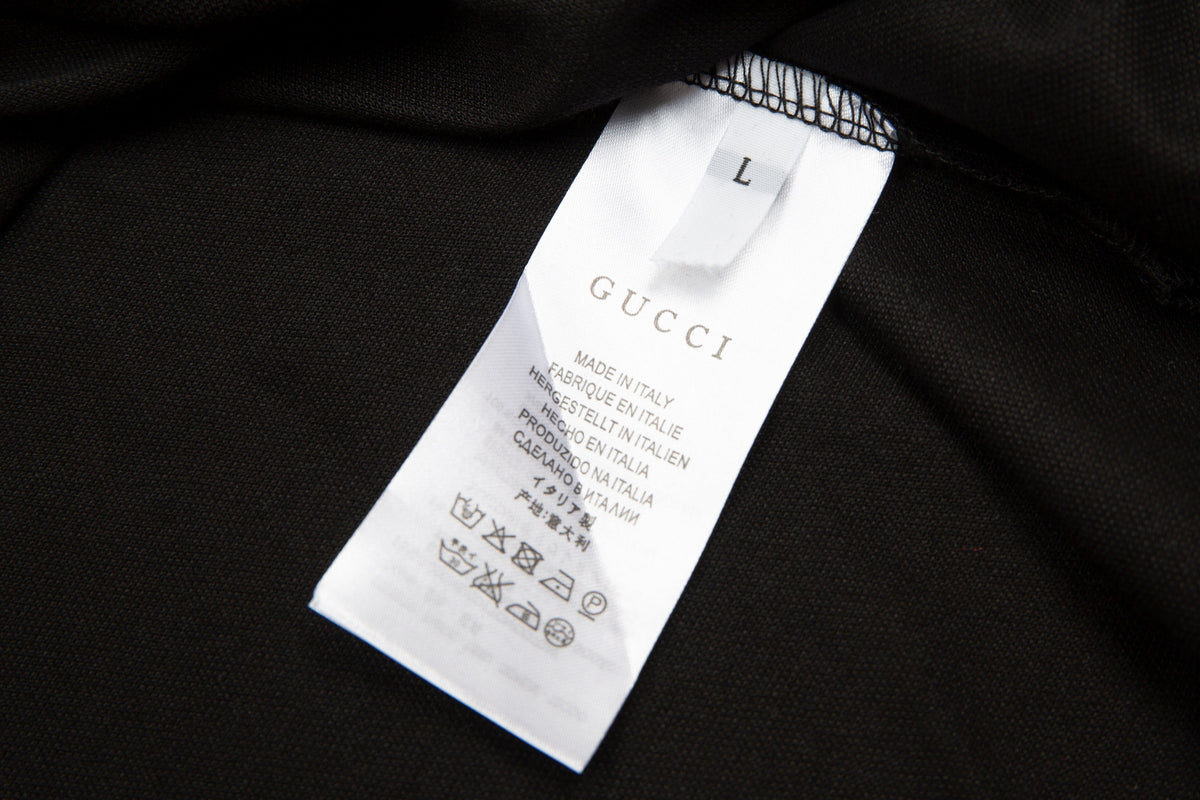 L
GUCCI
MADE IN ITALY
FABRIQUE EN ITALIE
HERGESTELLT IN ITALIEN
HECHO EN ITALIA
PRODUZIDO NA ITALIA
СДЕЛАНО В ИТАЛИИ
イタリア製
产地:意大利
P